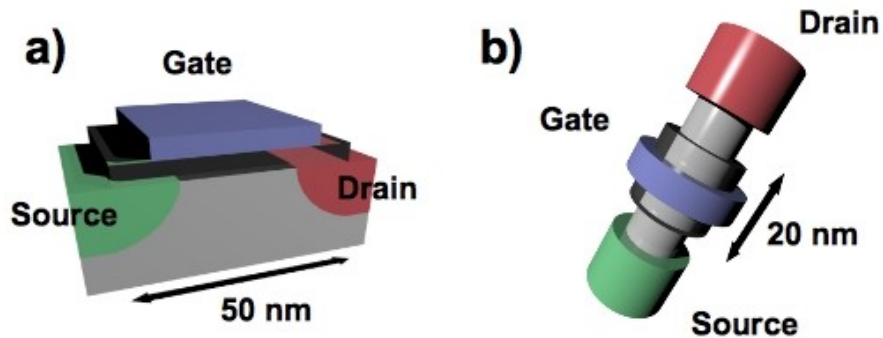 a)
Gate
Source
Drain
50 nm
b)
Drain
Gate
20 nm
Source